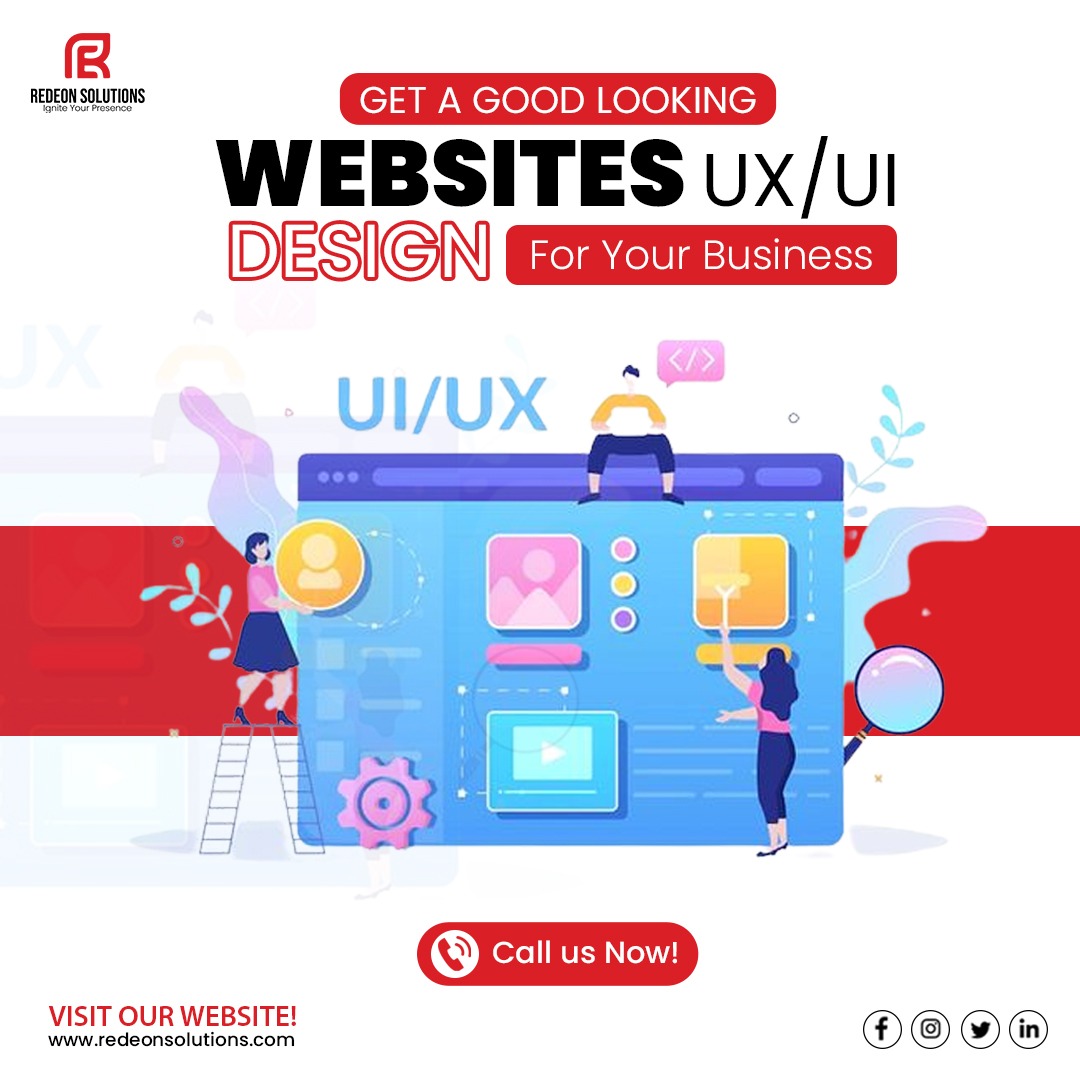 REDEON SOLUTIONS
Ignite Your Presence
GET A GOOD LOOKING
WEBSITES UX/UI
DESIGN For Your Business
UX
</>
UI/UX
</>
Call us Now!
VISIT OUR WEBSITE!
www.redeonsolutions.com